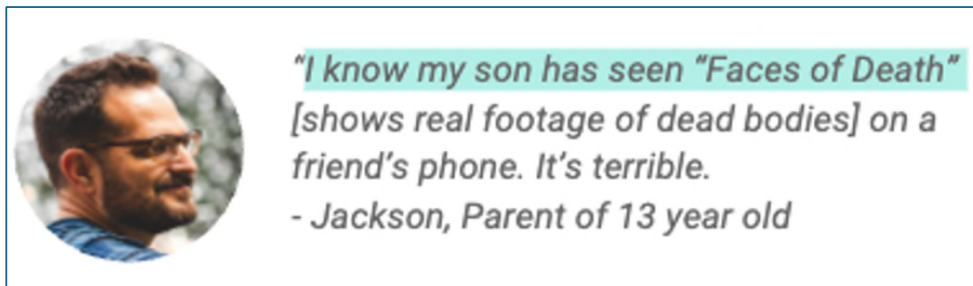 “I know my son has seen “Faces of Death”
[shows real footage of dead bodies] on a
friend’s phone. It’s terrible.
- Jackson, Parent of 13 year old